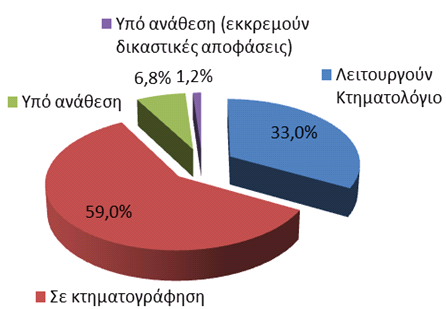 Υπό ανάθεση (εκκρεμούν
δικαστικές αποφάσεις)
6,8%
1,2%
Λειτουργούν
Κτηματολόγιο
Υπό ανάθεση
33,0%
59,0%
Σε κτηματογράφηση